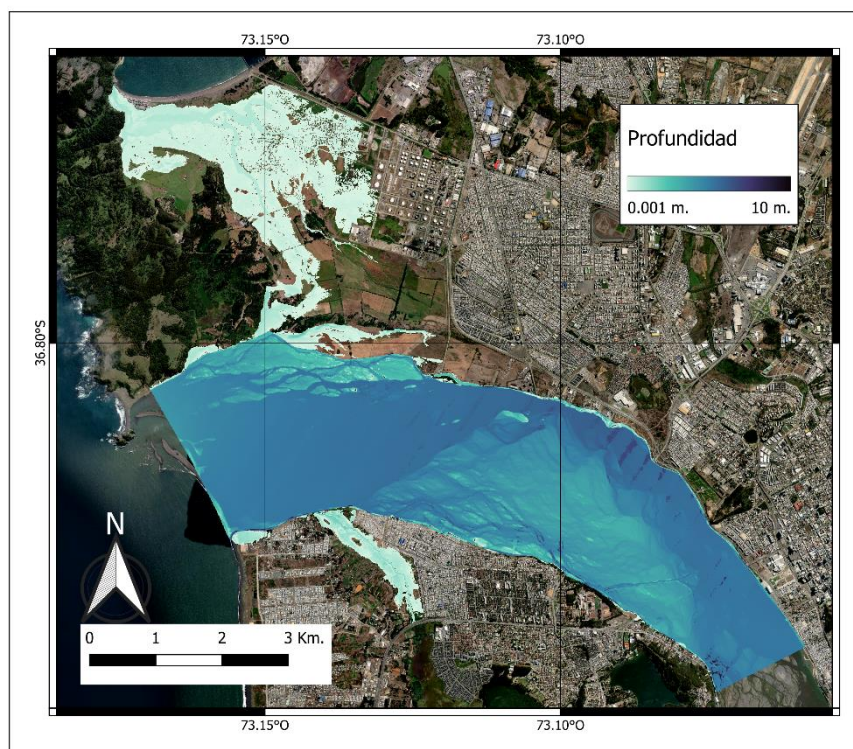 73.15°O 73.10°O
Profundidad
0.001 m. 10 m.
36.80°S
N
0 1 2 3 Km.
73.15°O 73.10°O